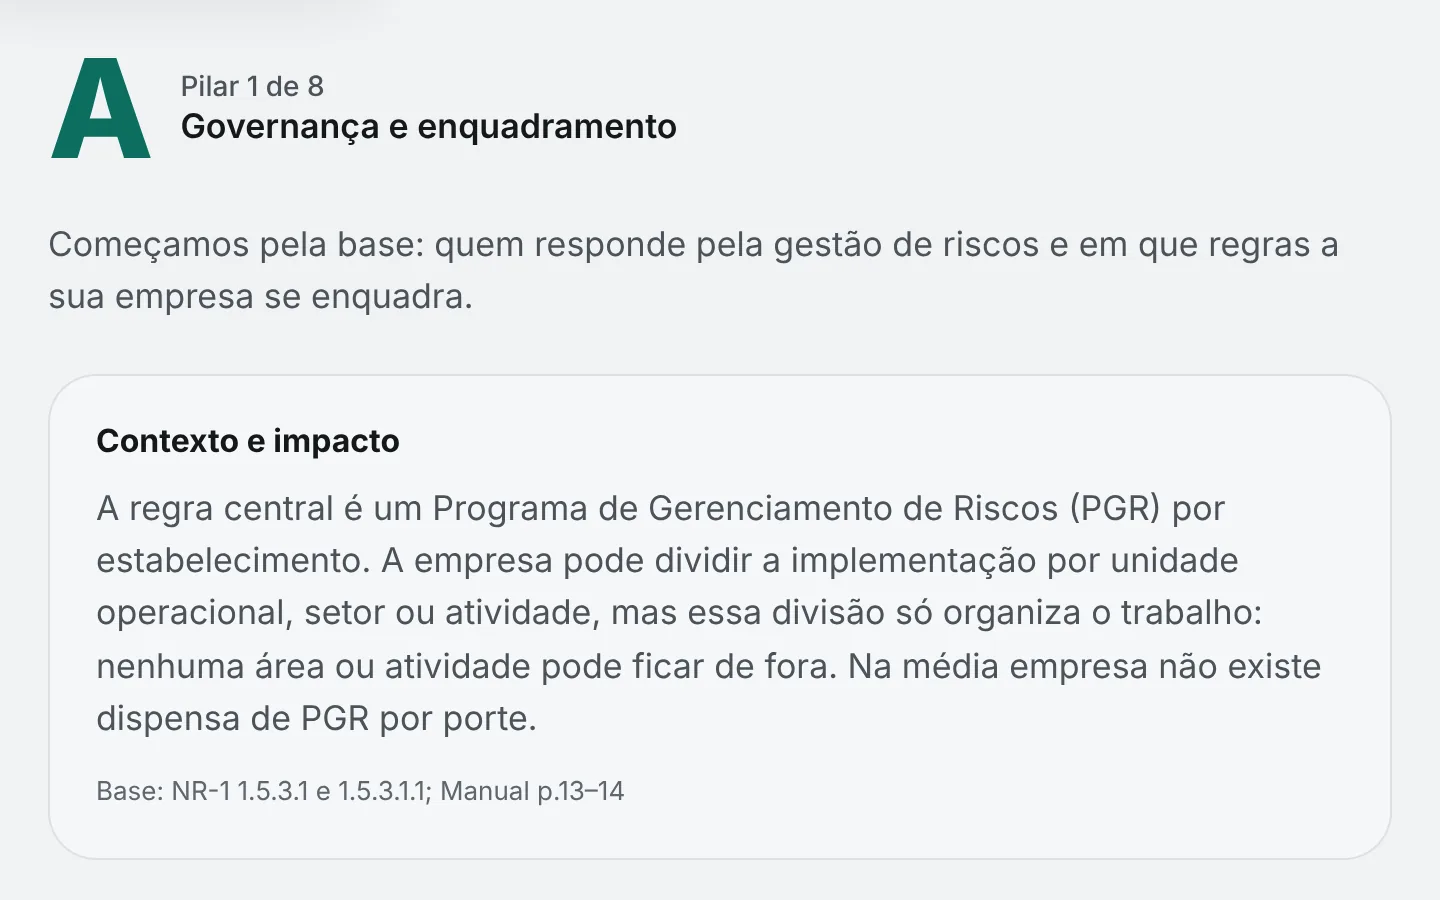 A
Pilar 1 de 8
Governança e enquadramento
Começamos pela base: quem responde pela gestão de riscos e em que regras a
sua empresa se enquadra.
Contexto e impacto
A regra central é um Programa de Gerenciamento de Riscos (PGR) por
estabelecimento. A empresa pode dividir a implementação por unidade
operacional, setor ou atividade, mas essa divisão só organiza o trabalho:
nenhuma área ou atividade pode ficar de fora. Na média empresa não existe
dispensa de PGR por porte.
Base: NR-1 1.5.3.1 e 1.5.3.1.1; Manual p.13–14